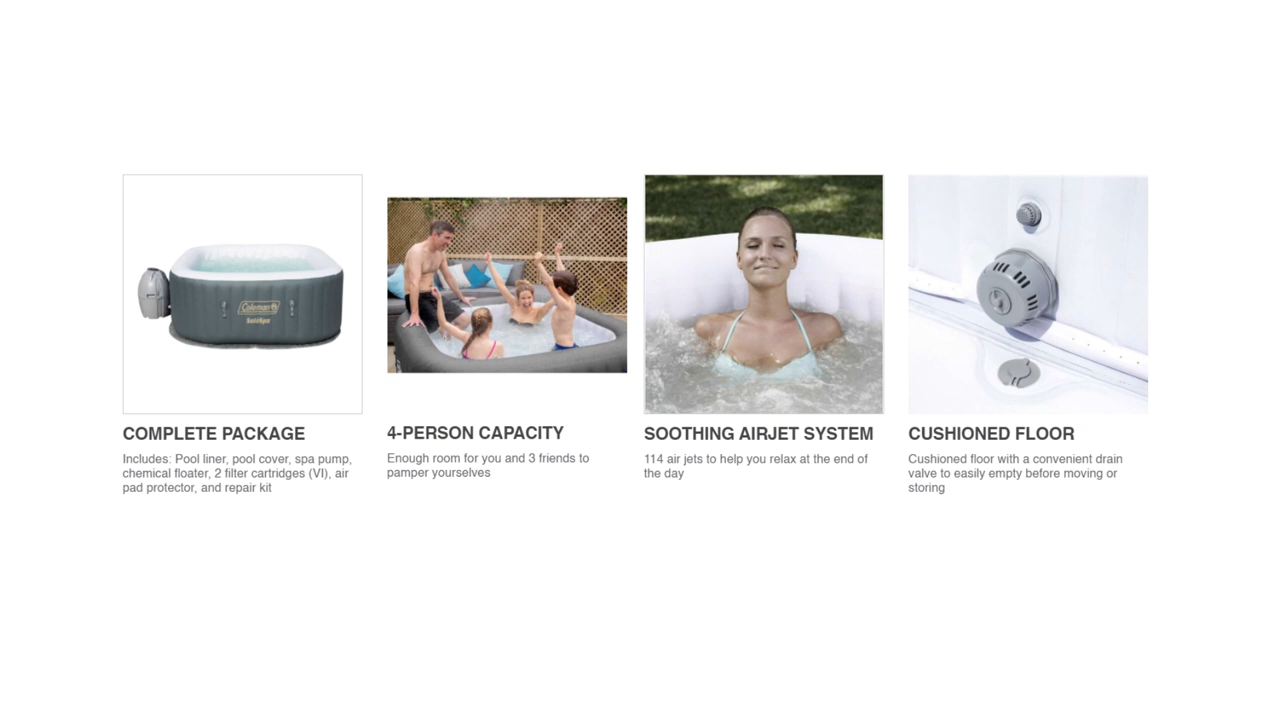 Coleman
SaluSpa
COMPLETE PACKAGE
Includes: Pool liner, pool cover, spa pump,
chemical floater, 2 filter cartridges (VI), air
pad protector, and repair kit
4-PERSON CAPACITY
Enough room for you and 3 friends to
pamper yourselves
SOOTHING AIRJET SYSTEM
114 air jets to help you relax at the end of
the day
CUSHIONED FLOOR
Cushioned floor with a convenient drain
valve to easily empty before moving or
storing